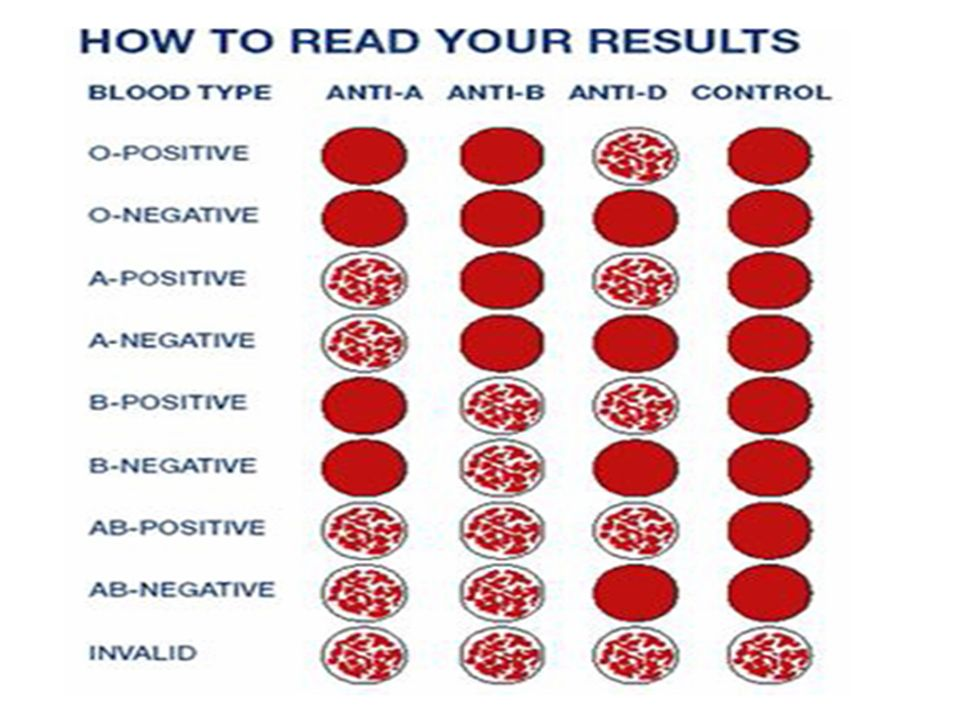 HOW TO READ YOUR RESULTS
BLOOD TYPE ANTI-A ANTI-B ANTI-D CONTROL
O-POSITIVE
O-NEGATIVE
A-POSITIVE
A-NEGATIVE
B-POSITIVE
B-NEGATIVE
AB-POSITIVE
AB-NEGATIVE
INVALID